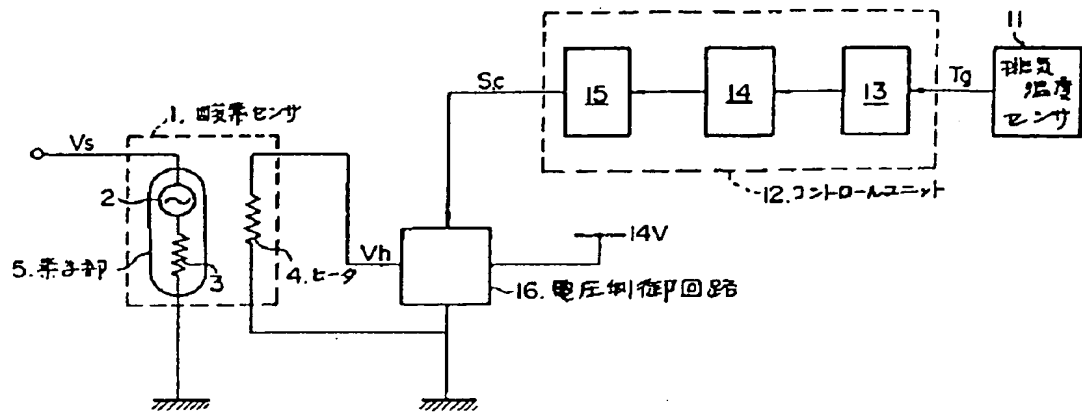 11
排気
温度
センサ
Tg
13
14
15
Sc
12.コントロールユニット
1.酸素センサ
Vs
2
3
5.素子部
4.ヒータ
Vh
14V
16.電圧制御回路